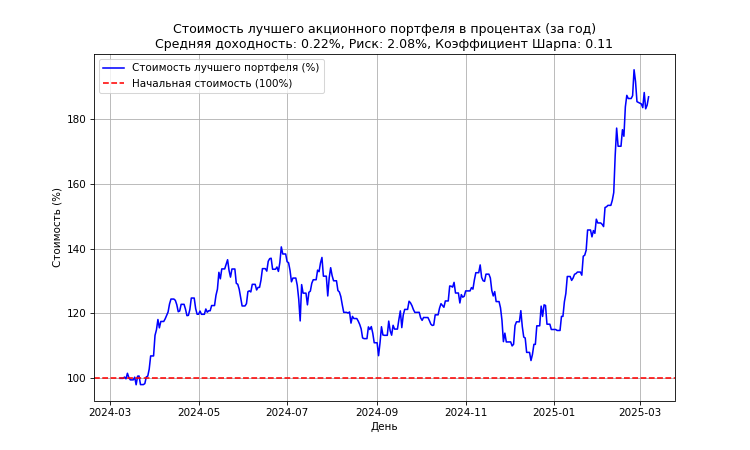 Стоимость лучшего акционного портфеля в процентах (за год)
Средняя доходность: 0.22%, Риск: 2.08%, Коэффициент Шарпа: 0.11
Стоимость лучшего портфеля (%)
Начальная стоимость (100%)
Стоимость (%)
180
160
140
120
100
2024-03 2024-05 2024-07 2024-09 2024-11 2025-01 2025-03
День